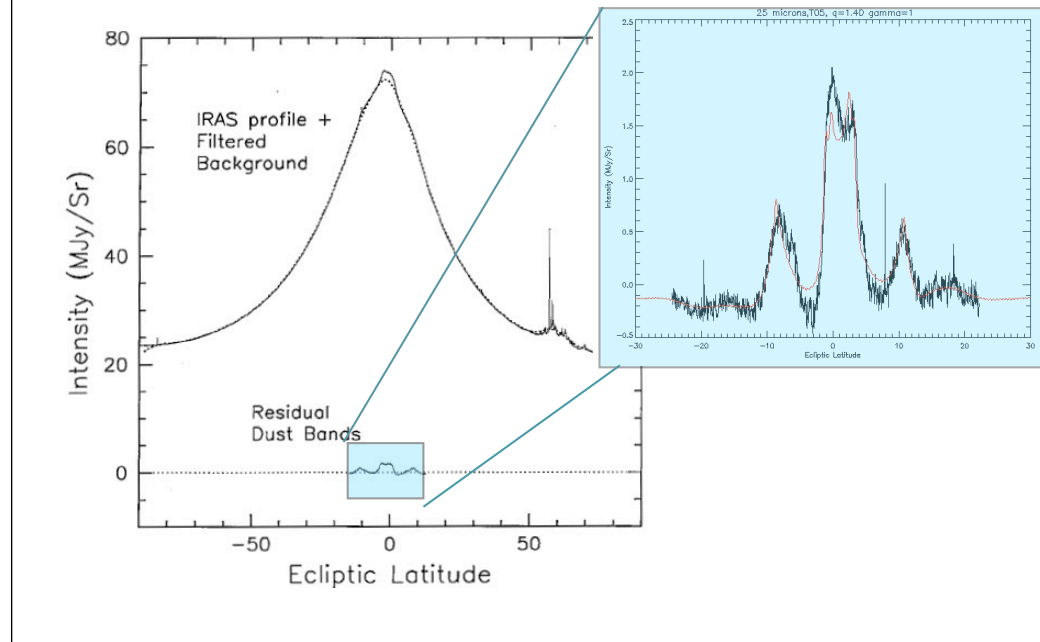 80
60
40
20
0
−50
0
50
Intensity (MJy/Sr)
Ecliptic Latitude
IRAS profile +
Filtered
Background
Residual
Dust Bands
25 microns,T05, q=1.40 gamma=1
2.5
2.0
1.5
1.0
0.5
0.0
−0.5
−30
−20
−10
0
10
20
30
Intensity (MJy/Sr)
Ecliptic Latitude